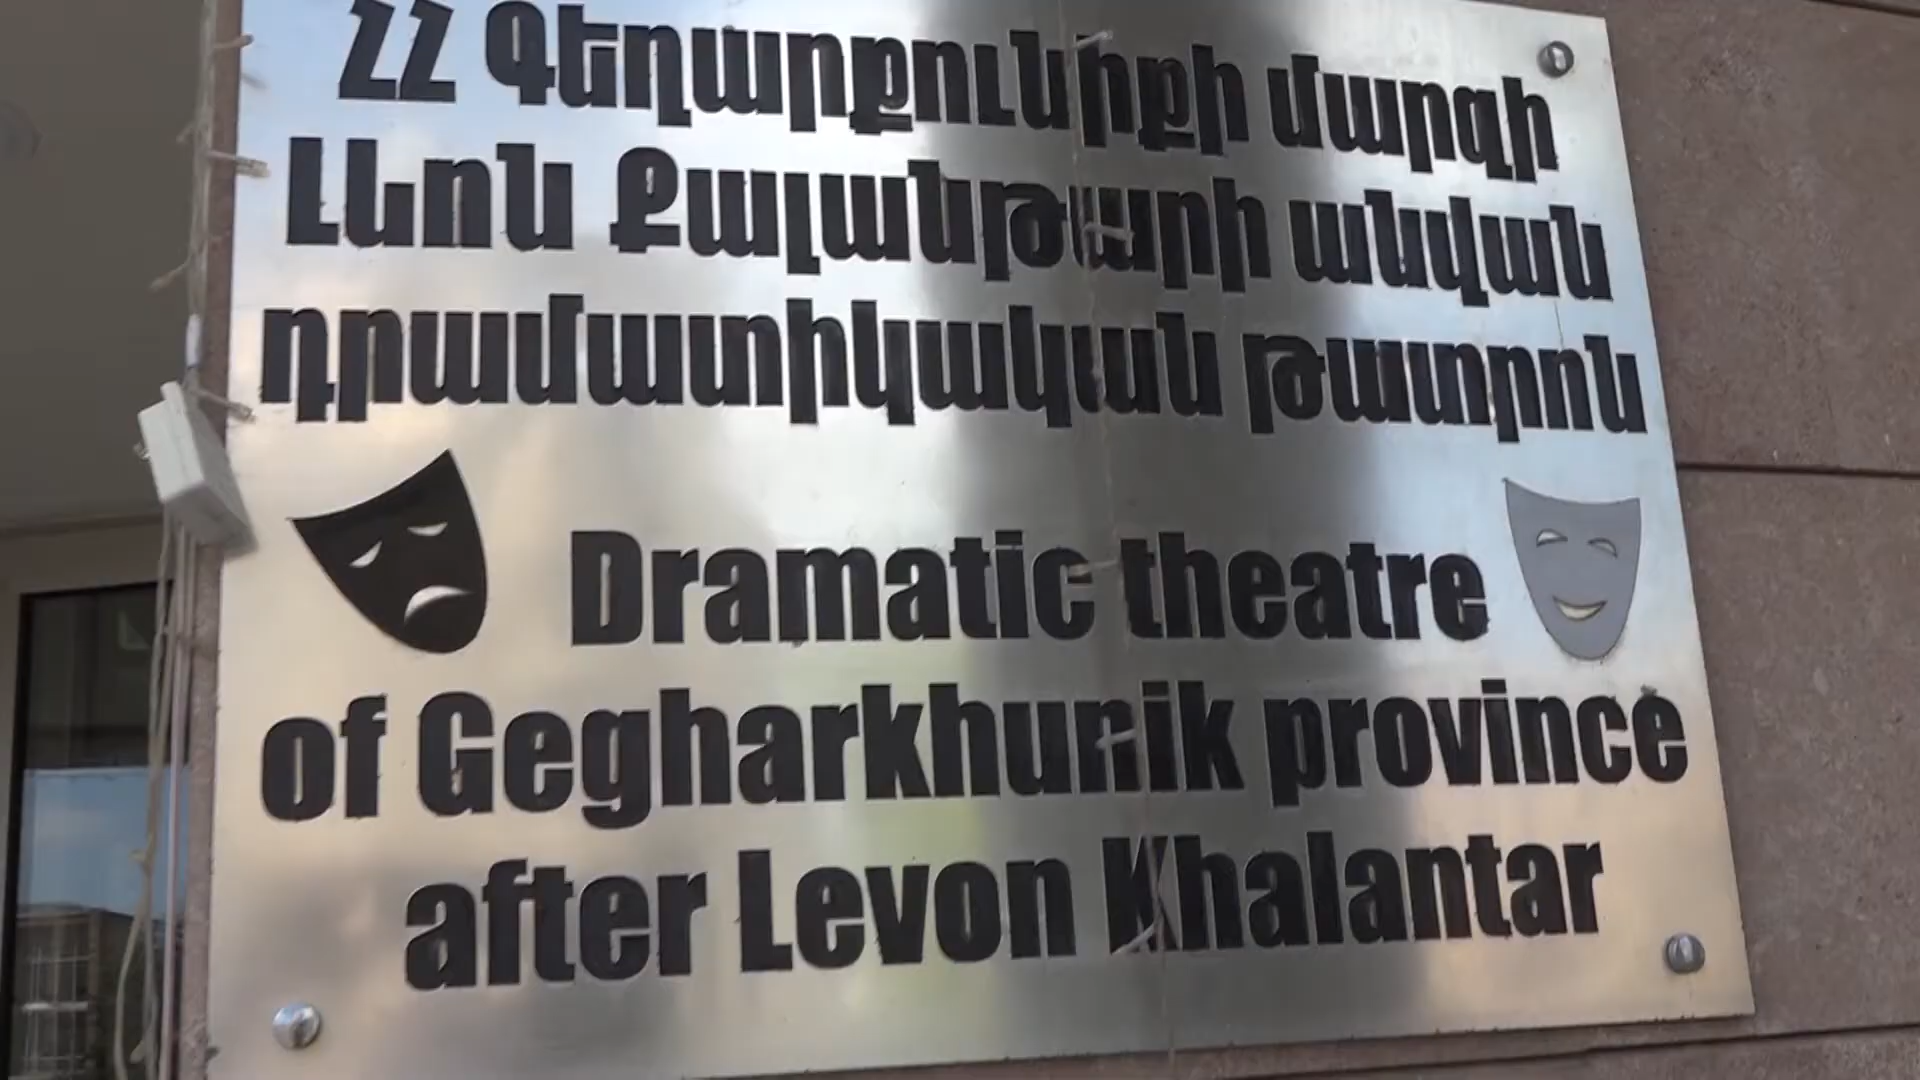 ՀՀ Գեղարքունիքի մարզի
Լևոն Քալանթարի անվան
դրամատիկական թատրոն
Dramatic theatre
of Gegharkhunik province
after Levon Khalantar